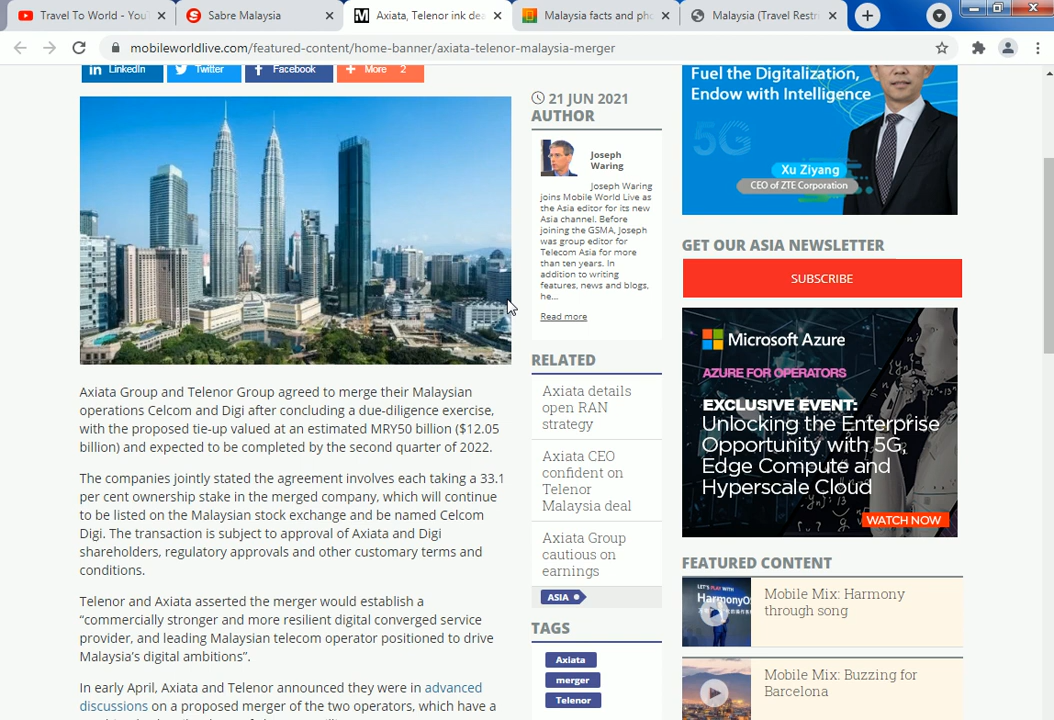 Travel To World - You
Sabre Malaysia
Axiata, Telenor ink dea
Malaysia facts and pho
Malaysia (Travel Restr
mobileworldlive.com/featured-content/home-banner/axiata-telenor-malaysia-merger
LinkedIn
Twitter
Facebook
More 2
21 JUN 2021
AUTHOR
Joseph
Waring
Joseph Waring
joins Mobile World Live as
the Asia editor for its new
Asia channel. Before
joining the GSMA, Joseph
was group editor for
Telecom Asia for more
than ten years. In
addition to writing
features, news and blogs,
he...
Read more
Axiata Group and Telenor Group agreed to merge their Malaysian
operations Celcom and Digi after concluding a due-diligence exercise,
with the proposed tie-up valued at an estimated MRY50 billion ($12.05
billion) and expected to be completed by the second quarter of 2022.
The companies jointly stated the agreement involves each taking a 33.1
per cent ownership stake in the merged company, which will continue
to be listed on the Malaysian stock exchange and be named Celcom
Digi. The transaction is subject to approval of Axiata and Digi
shareholders, regulatory approvals and other customary terms and
conditions.
Telenor and Axiata asserted the merger would establish a
“commercially stronger and more resilient digital converged service
provider, and leading Malaysian telecom operator positioned to drive
Malaysia’s digital ambitions”.
In early April, Axiata and Telenor announced they were in advanced
discussions on a proposed merger of the two operators, which have a
RELATED
Axiata details
open RAN
strategy
Axiata CEO
confident on
Telenor
Malaysia deal
Axiata Group
cautious on
earnings
ASIA
TAGS
Axiata
merger
Telenor
Fuel the Digitalization,
Endow with Intelligence
5G
Xu Ziyang
CEO of ZTE Corporation
GET OUR ASIA NEWSLETTER
SUBSCRIBE
Microsoft Azure
AZURE FOR OPERATORS
EXCLUSIVE EVENT:
Unlocking the Enterprise
Opportunity with 5G,
Edge Compute and
Hyperscale Cloud
WATCH NOW
FEATURED CONTENT
LET'S PLAY WITH
HarmonyOS
Mobile Mix: Harmony
through song
Mobile Mix: Buzzing for
Barcelona